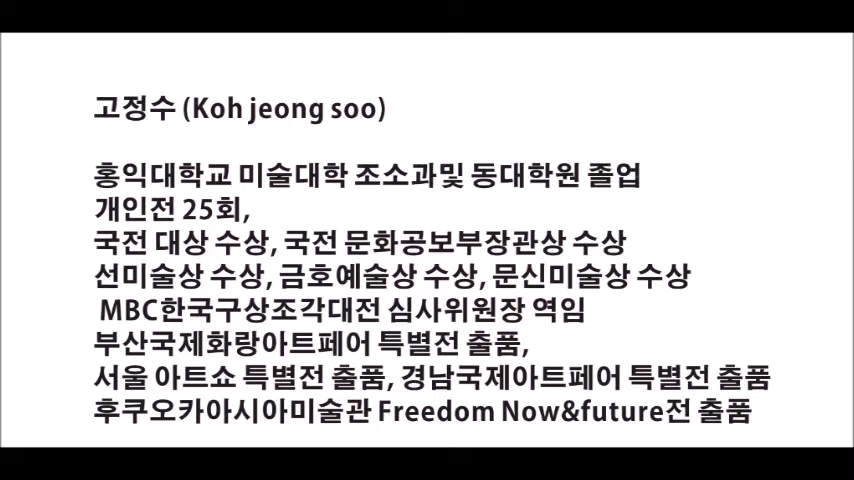 고정수 (Koh jeong soo)
홍익대학교 미술대학 조소과및 동대학원 졸업
개인전 25회,
국전 대상 수상, 국전 문화공보부장관상 수상
선미술상 수상, 금호예술상 수상, 문신미술상 수상
MBC한국구상조각대전 심사위원장 역임
부산국제화랑아트페어 특별전 출품,
서울 아트쇼 특별전 출품, 경남국제아트페어 특별전 출품
후쿠오카아시아미술관 Freedom Now&future전 출품